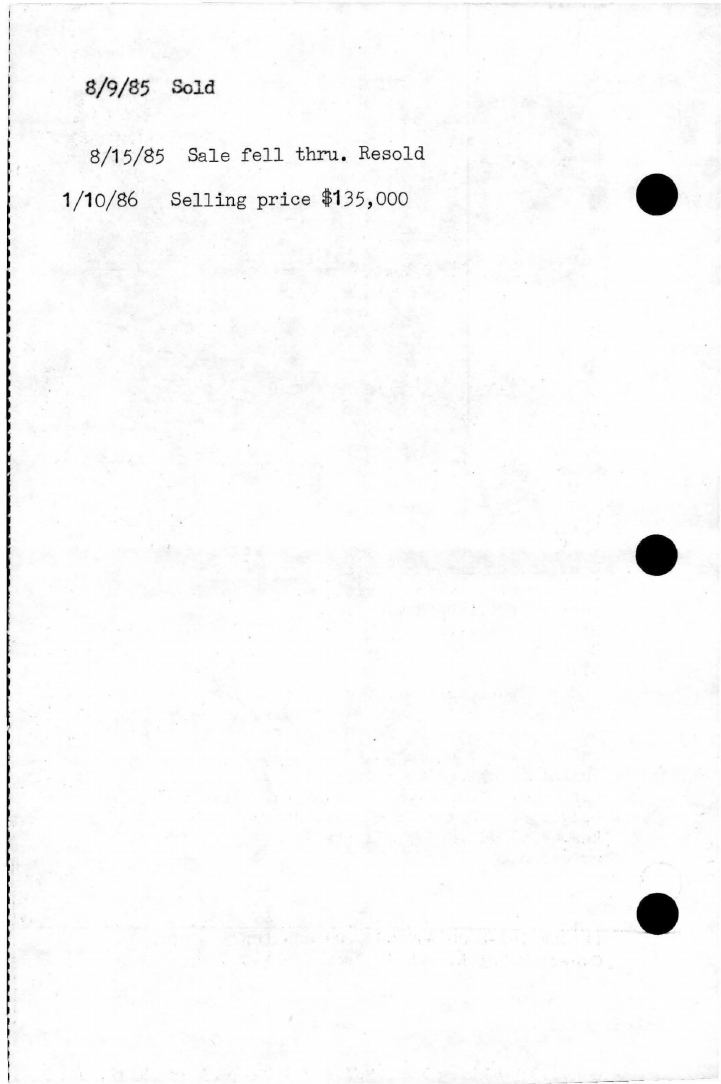 8/9/85 Sold
8/15/85 Sale fell thru. Resold
1/10/86 Selling price $135,000